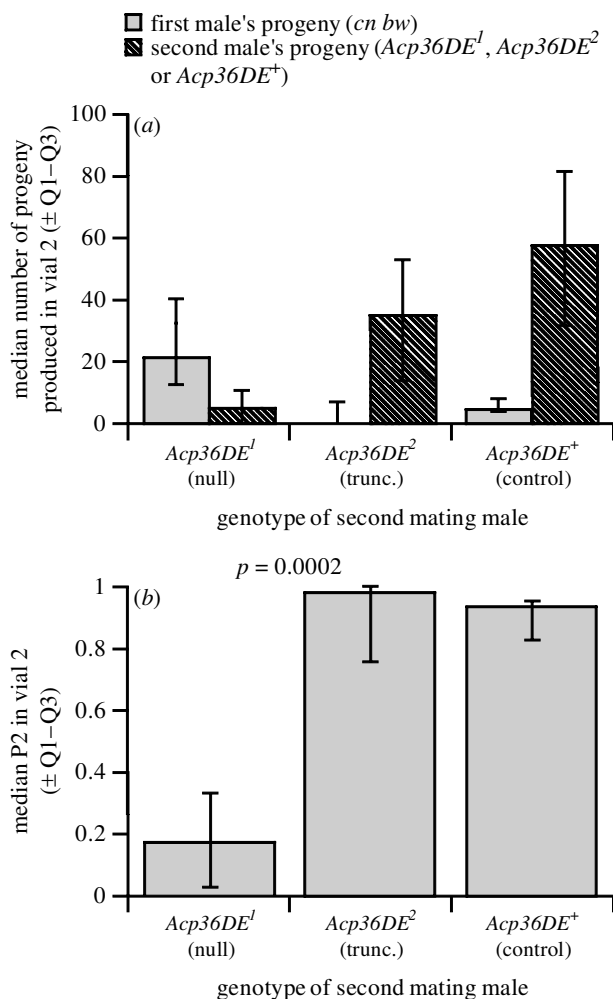 first male's progeny (cn bw)
second male's progeny (Acp36DE¹, Acp36DE²
or Acp36DE⁺)
(a)
median number of progeny
produced in vial 2 (± Q1–Q3)
100
80
60
40
20
0
Acp36DE¹ Acp36DE² Acp36DE⁺
(null) (trunc.) (control)
genotype of second mating male
p = 0.0002
(b)
median P2 in vial 2
(± Q1–Q3)
1
0.8
0.6
0.4
0.2
0
Acp36DE¹ Acp36DE² Acp36DE⁺
(null) (trunc.) (control)
genotype of second mating male